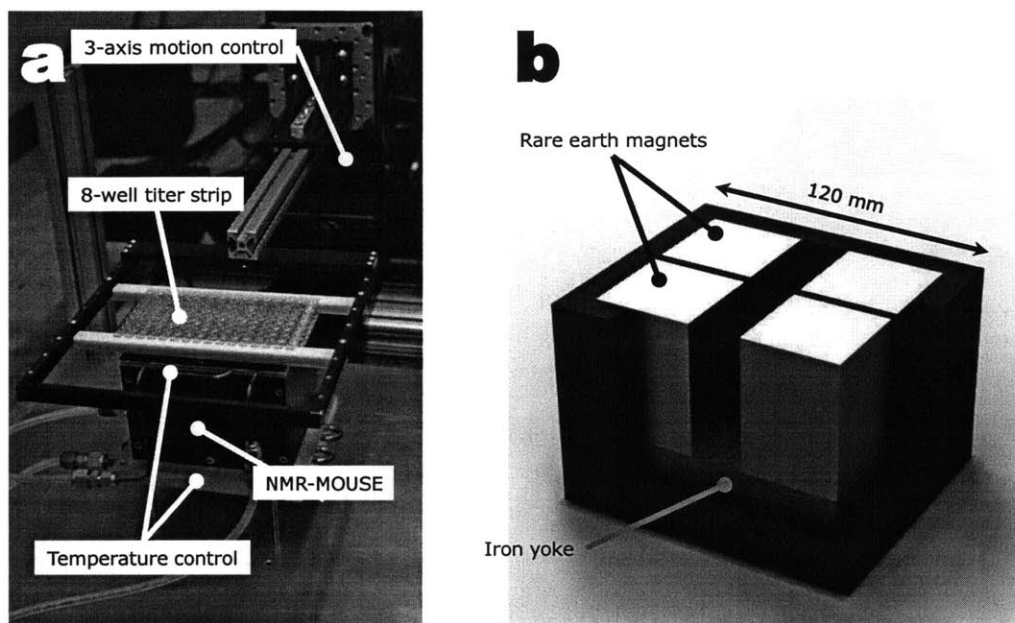 a
3-axis motion control
8-well titer strip
NMR-MOUSE
Temperature control
b
Rare earth magnets
120 mm
Iron yoke